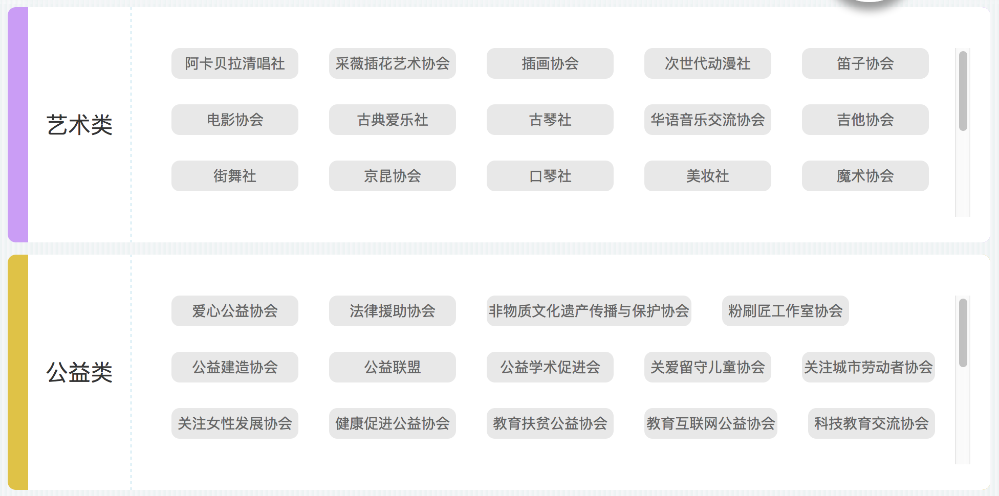 艺术类
阿卡贝拉清唱社 采薇插花艺术协会 插画协会 次世代动漫社 笛子协会
电影协会 古典爱乐社 古琴社 华语音乐交流协会 吉他协会
街舞社 京昆协会 口琴社 美妆社 魔术协会
公益类
爱心公益协会 法律援助协会 非物质文化遗产传播与保护协会 粉刷匠工作室协会
公益建造协会 公益联盟 公益学术促进会 关爱留守儿童协会 关注城市劳动者协会
关注女性发展协会 健康促进公益协会 教育扶贫公益协会 教育互联网公益协会 科技教育交流协会